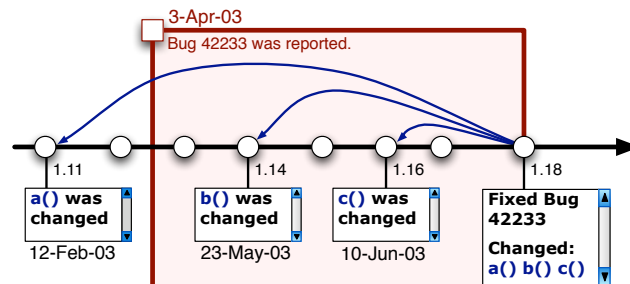 3-Apr-03
Bug 42233 was reported.
1.11
1.14
1.16
1.18
a() was
changed
b() was
changed
c() was
changed
Fixed Bug
42233
Changed:
a() b() c()
12-Feb-03
23-May-03
10-Jun-03